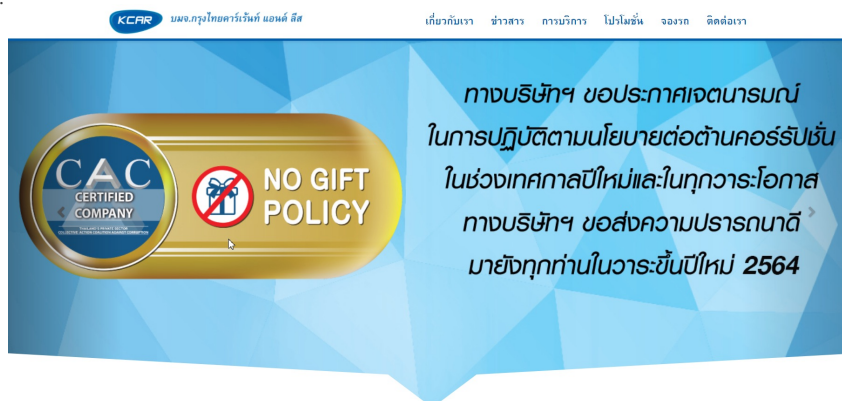 KCAR บมจ.กรุงไทยคาร์เร้นท์ แอนด์ ลีส
เกี่ยวกับเรา ข่าวสาร การบริการ โปรโมชั่น จองรถ ติดต่อเรา
ทางบริษัทฯ ขอประกาศเจตนารมณ์
ในการปฏิบัติตามนโยบายต่อต้านคอร์รัปชั่น
ในช่วงเทศกาลปีใหม่และในทุกวาระโอกาส
ทางบริษัทฯ ขอส่งความปรารถนาดี
มายังทุกท่านในวาระขึ้นปีใหม่ 2564
CAC
CERTIFIED
COMPANY
THAILAND'S PRIVATE SECTOR
COLLECTIVE ACTION COALITION AGAINST CORRUPTION
NO GIFT
POLICY